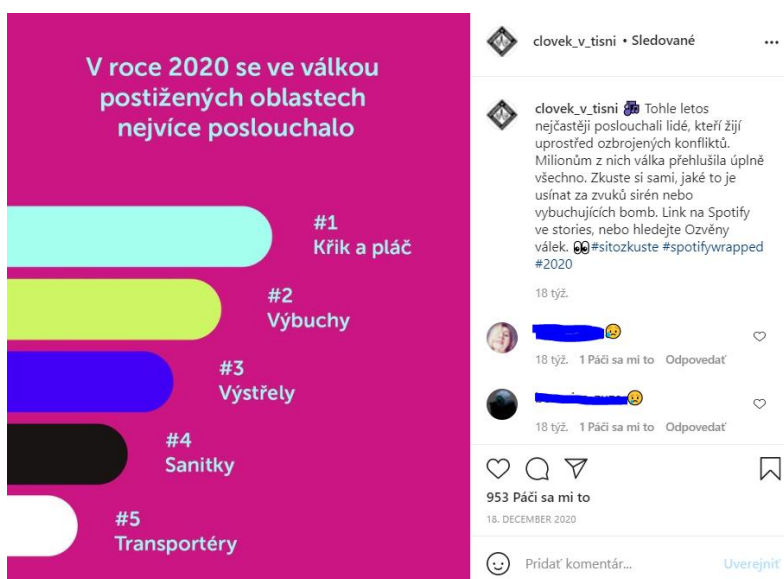 V roce 2020 se ve válkou
postižených oblastech
nejvíce poslouchalo
#1
Křik a pláč
#2
Výbuchy
#3
Výstřely
#4
Sanitky
#5
Transportéry
clovek_v_tisni • Sledované
clovek_v_tisni Tohle letos
nejčastěji poslouchali lidé, kteří žijí
uprostřed ozbrojených konfliktů.
Milionům z nich válka přehlušila úplně
všechno. Zkuste si sami, jaké to je
usínat za zvuků sirén nebo
vybuchujících bomb. Link na Spotify
ve stories, nebo hledejte Ozvěny
válek. 👀#sitozkuste #spotifywrapped
#2020
18 týž.
😢
18 týž. 1 Páči sa mi to Odpovedať
😢
18 týž. 1 Páči sa mi to Odpovedať
953 Páči sa mi to
18. DECEMBER 2020
Pridať komentár... Uverejniť